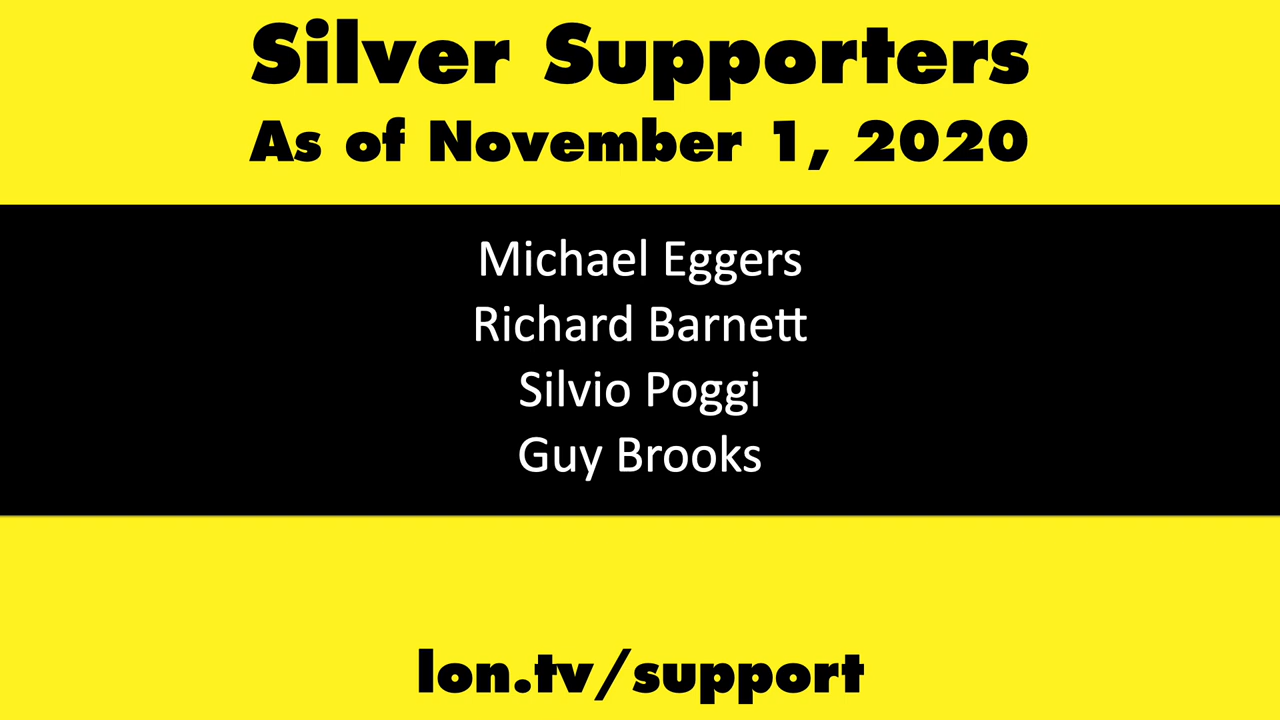 Silver Supporters
As of November 1, 2020
Michael Eggers
Richard Barnett
Silvio Poggi
Guy Brooks
lon.tv/support